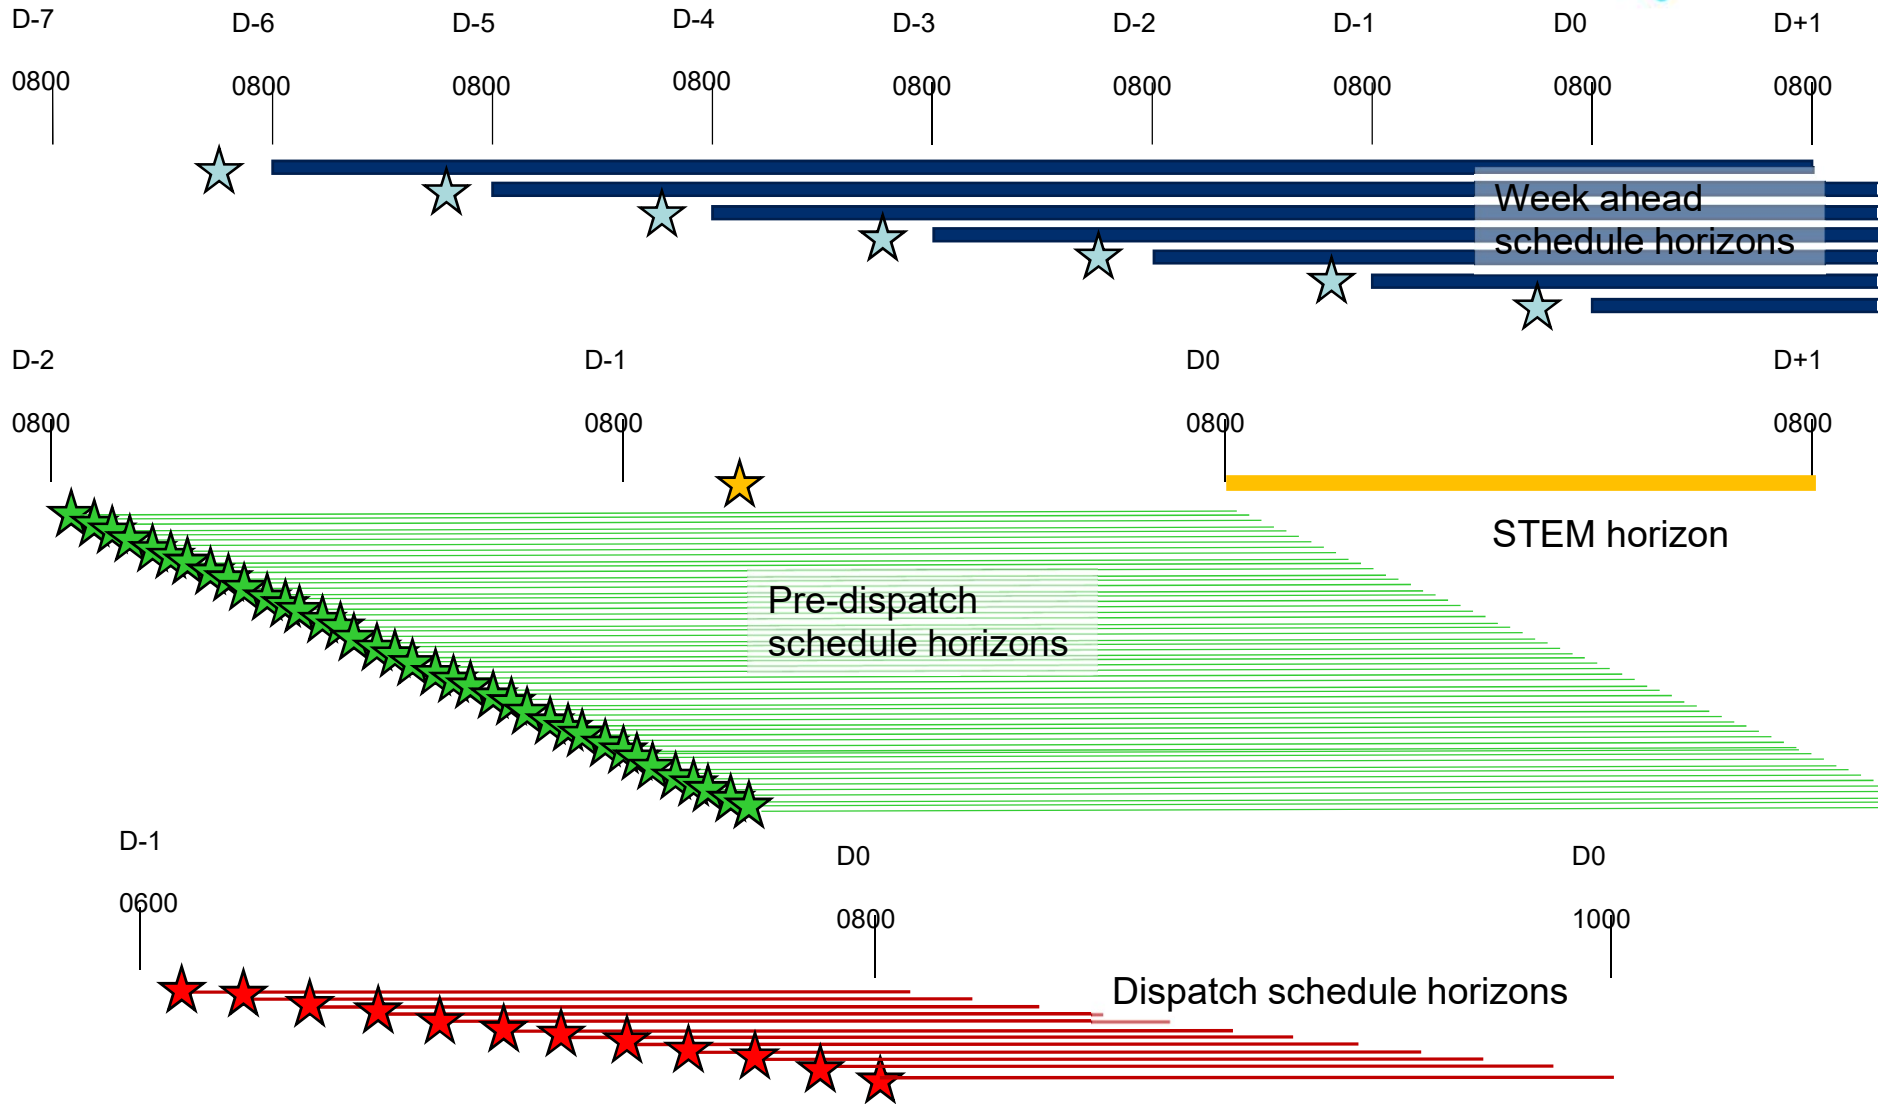 D-7 D-6 D-5 D-4 D-3 D-2 D-1 D0 D+1
0800 0800 0800 0800 0800 0800 0800 0800 0800
Week ahead
schedule horizons
D-2 D-1 D0 D+1
0800 0800 0800 0800
STEM horizon
Pre-dispatch
schedule horizons
D-1 D0 D0
0600 0800 1000
Dispatch schedule horizons